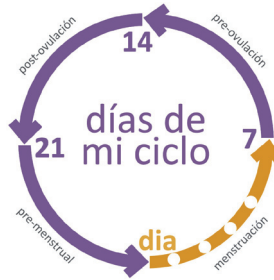 post-ovulación
14
pre-ovulación
21
días de
mi ciclo
7
pre-menstrual
dia
menstruación